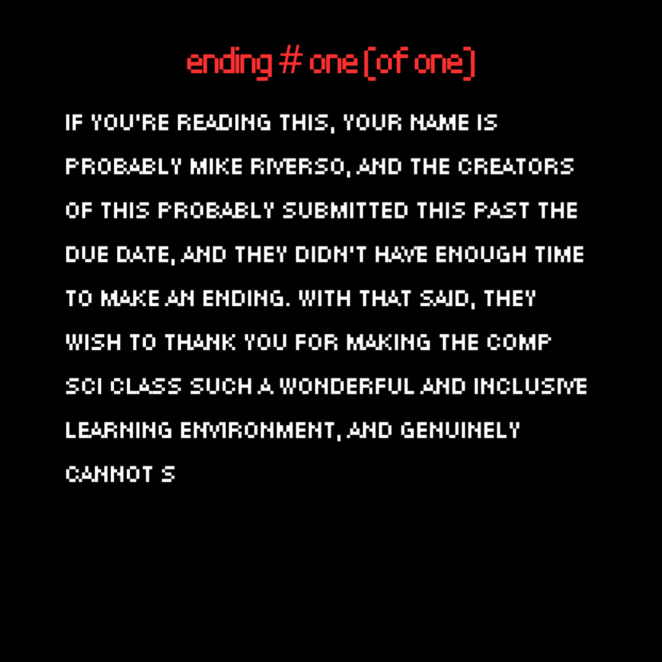 ending # one (of one)
IF YOU'RE READING THIS, YOUR NAME IS
PROBABLY MIKE RIVERSO, AND THE CREATORS
OF THIS PROBABLY SUBMITTED THIS PAST THE
DUE DATE, AND THEY DIDN'T HAVE ENOUGH TIME
TO MAKE AN ENDING. WITH THAT SAID, THEY
WISH TO THANK YOU FOR MAKING THE COMP
SCI CLASS SUCH A WONDERFUL AND INCLUSIVE
LEARNING ENVIRONMENT, AND GENUINELY
CANNOT S